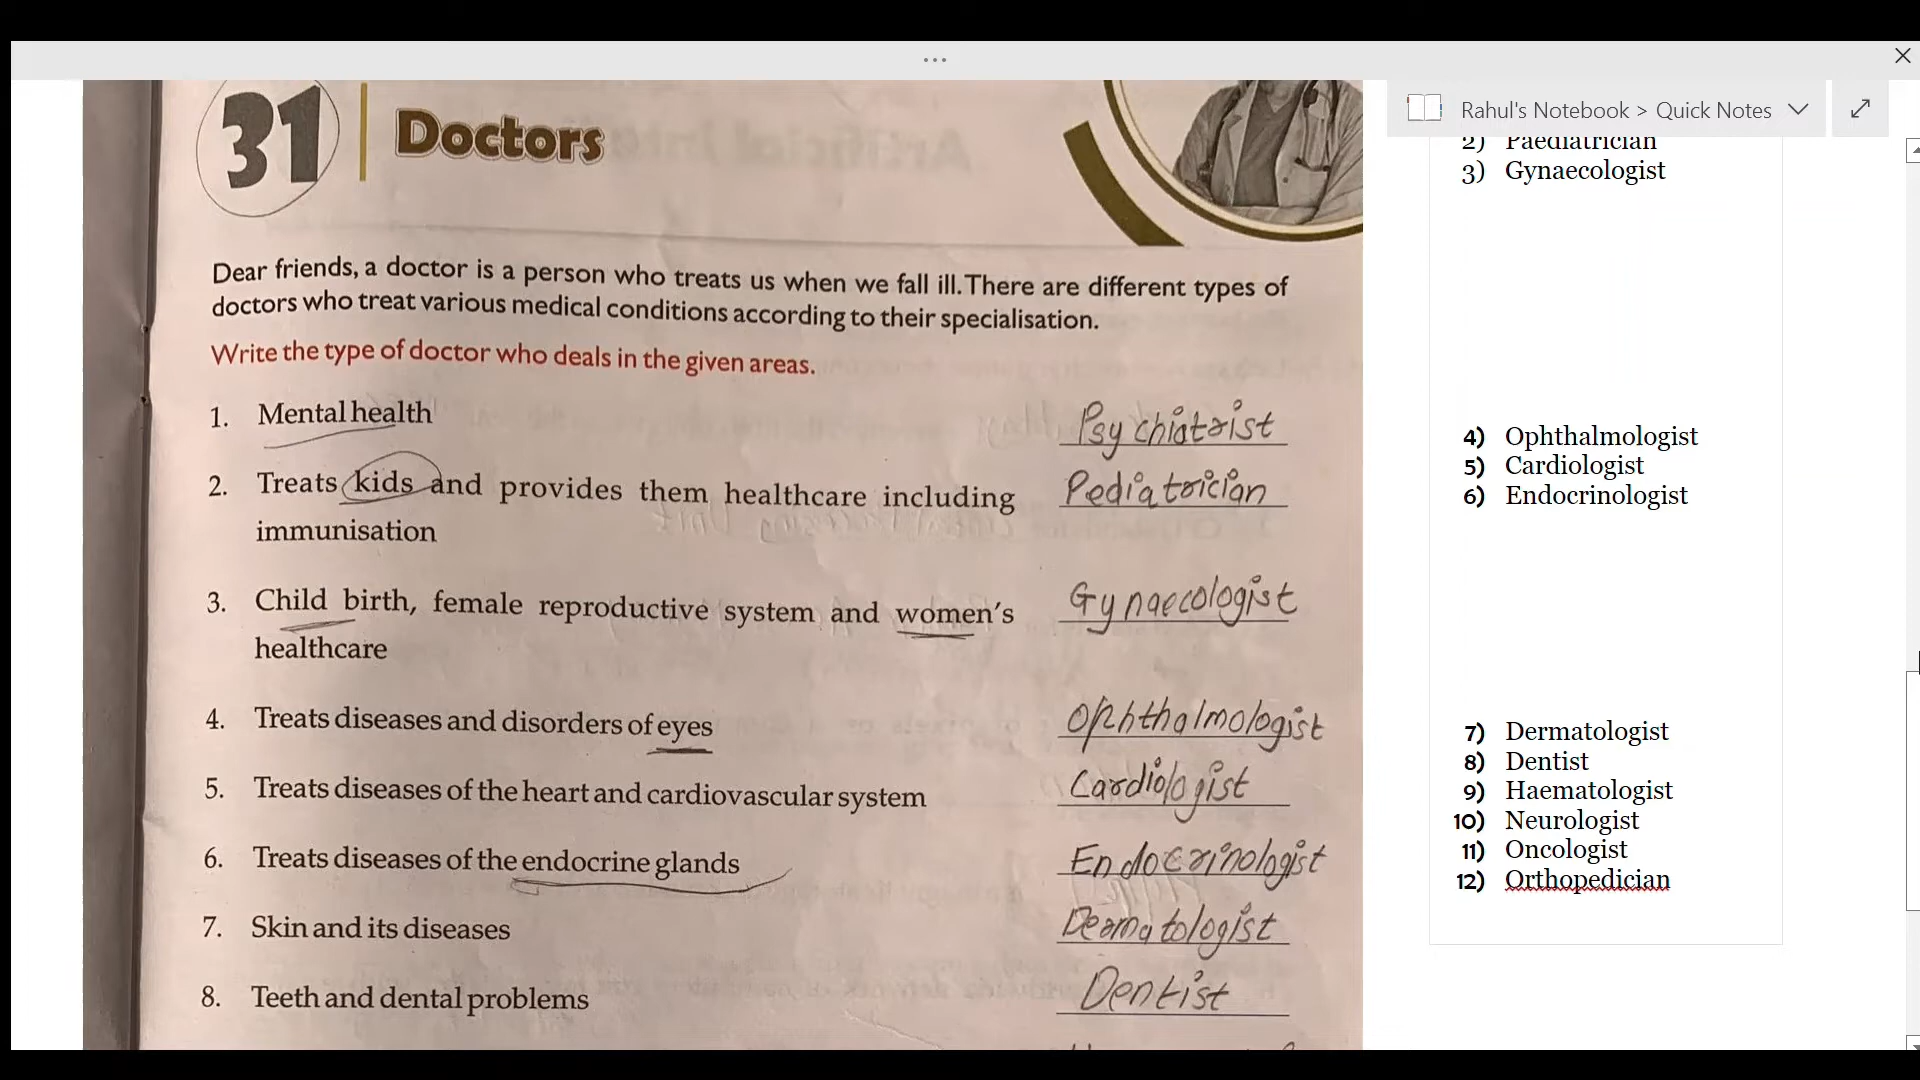 31 Doctors
Dear friends, a doctor is a person who treats us when we fall ill. There are different types of
doctors who treat various medical conditions according to their specialisation.
Write the type of doctor who deals in the given areas.
1. Mental health Psychiatrist
2. Treats kids and provides them healthcare including Pediatrician
immunisation
3. Child birth, female reproductive system and women's Gynaecologist
healthcare
4. Treats diseases and disorders of eyes Ophthalmologist
5. Treats diseases of the heart and cardiovascular system Cardiologist
6. Treats diseases of the endocrine glands Endocrinologist
7. Skin and its diseases Dermatologist
8. Teeth and dental problems Dentist
Rahul's Notebook > Quick Notes
2) Paediatrician
3) Gynaecologist
4) Ophthalmologist
5) Cardiologist
6) Endocrinologist
7) Dermatologist
8) Dentist
9) Haematologist
10) Neurologist
11) Oncologist
12) Orthopedician